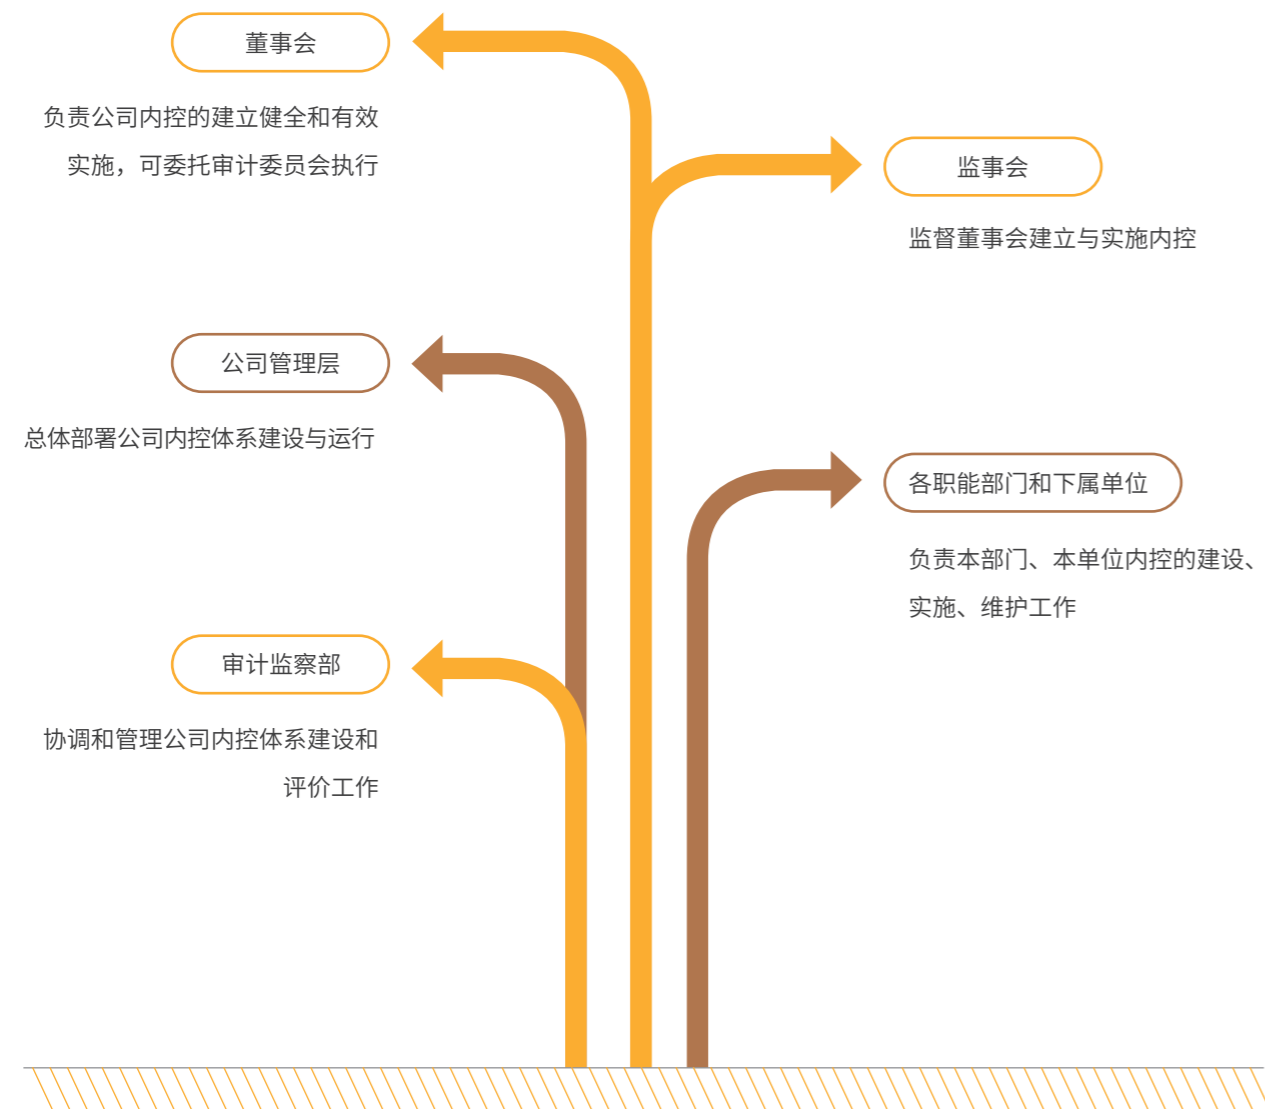 董事会
负责公司内控的建立健全和有效
实施，可委托审计委员会执行
监事会
监督董事会建立与实施内控
公司管理层
总体部署公司内控体系建设与运行
各职能部门和下属单位
负责本部门、本单位内控的建设、
实施、维护工作
审计监察部
协调和管理公司内控体系建设和
评价工作